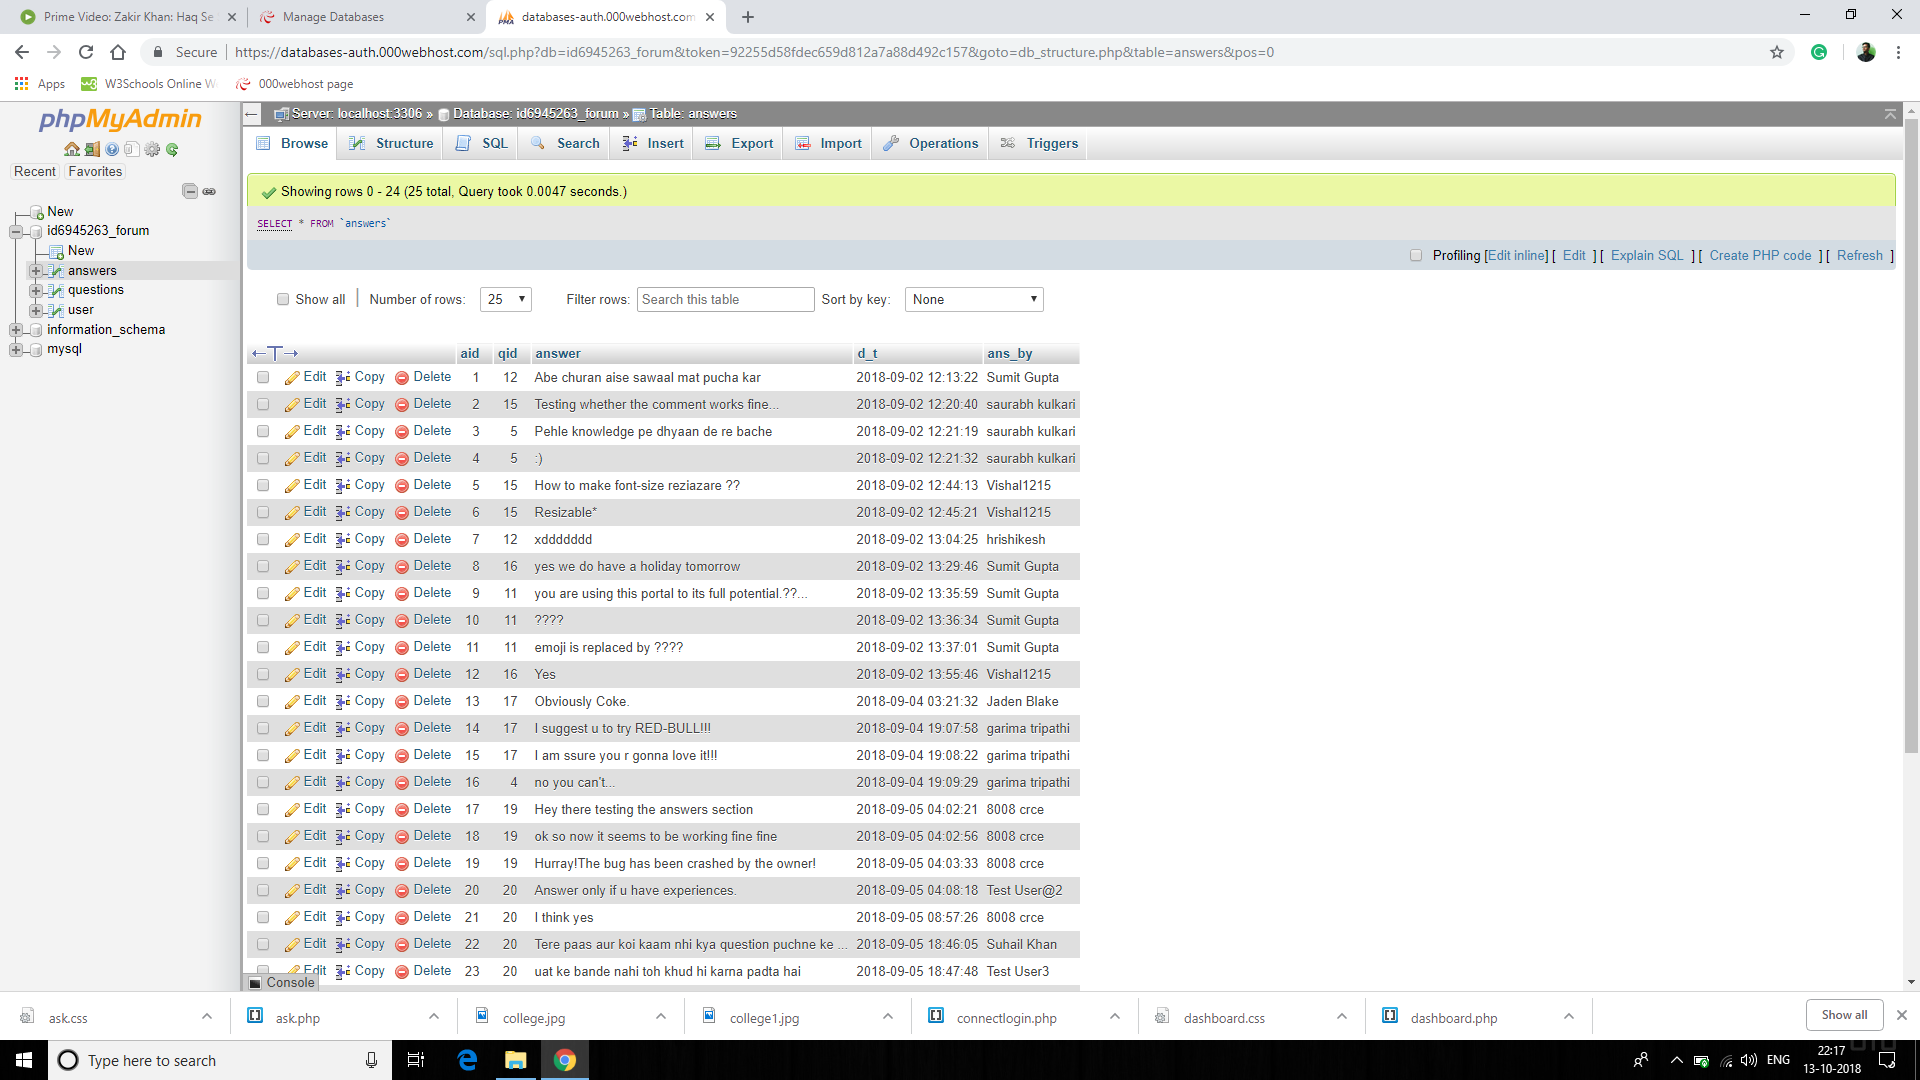 Prime Video: Zakir Khan: Haq Se
Manage Databases
databases-auth.000webhost.com
Secure
https://databases-auth.000webhost.com/sql.php?db=id6945263_forum&token=92255d58fdec659d812a7a88d492c157&goto=db_structure.php&table=answers&pos=0
Apps
W3Schools Online W
000webhost page
phpMyAdmin
Recent
Favorites
New
id6945263_forum
New
answers
questions
user
information_schema
mysql
Server: localhost:3306 » Database: id6945263_forum » Table: answers
Browse Structure SQL Search Insert Export Import Operations Triggers
Showing rows 0 - 24 (25 total, Query took 0.0047 seconds.)
SELECT * FROM `answers`
Profiling [Edit inline] [ Edit ] [ Explain SQL ] [ Create PHP code ] [ Refresh ]
Show all Number of rows: 25 Filter rows: Search this table Sort by key: None
aid qid answer d_t ans_by
Edit Copy Delete 1 12 Abe churan aise sawaal mat pucha kar 2018-09-02 12:13:22 Sumit Gupta
Edit Copy Delete 2 15 Testing whether the comment works fine... 2018-09-02 12:20:40 saurabh kulkari
Edit Copy Delete 3 5 Pehle knowledge pe dhyaan de re bache 2018-09-02 12:21:19 saurabh kulkari
Edit Copy Delete 4 5 :) 2018-09-02 12:21:32 saurabh kulkari
Edit Copy Delete 5 15 How to make font-size reziazare ?? 2018-09-02 12:44:13 Vishal1215
Edit Copy Delete 6 15 Resizable* 2018-09-02 12:45:21 Vishal1215
Edit Copy Delete 7 12 xddddddd 2018-09-02 13:04:25 hrishikesh
Edit Copy Delete 8 16 yes we do have a holiday tomorrow 2018-09-02 13:29:46 Sumit Gupta
Edit Copy Delete 9 11 you are using this portal to its full potential.??... 2018-09-02 13:35:59 Sumit Gupta
Edit Copy Delete 10 11 ???? 2018-09-02 13:36:34 Sumit Gupta
Edit Copy Delete 11 11 emoji is replaced by ???? 2018-09-02 13:37:01 Sumit Gupta
Edit Copy Delete 12 16 Yes 2018-09-02 13:55:46 Vishal1215
Edit Copy Delete 13 17 Obviously Coke. 2018-09-04 03:21:32 Jaden Blake
Edit Copy Delete 14 17 I suggest u to try RED-BULL!!! 2018-09-04 19:07:58 garima tripathi
Edit Copy Delete 15 17 I am ssure you r gonna love it!!! 2018-09-04 19:08:22 garima tripathi
Edit Copy Delete 16 4 no you can't... 2018-09-04 19:09:29 garima tripathi
Edit Copy Delete 17 19 Hey there testing the answers section 2018-09-05 04:02:21 8008 crce
Edit Copy Delete 18 19 ok so now it seems to be working fine fine 2018-09-05 04:02:56 8008 crce
Edit Copy Delete 19 19 Hurray!The bug has been crashed by the owner! 2018-09-05 04:03:33 8008 crce
Edit Copy Delete 20 20 Answer only if u have experiences. 2018-09-05 04:08:18 Test User@2
Edit Copy Delete 21 20 I think yes 2018-09-05 08:57:26 8008 crce
Edit Copy Delete 22 20 Tere paas aur koi kaam nhi kya question puchne ke ... 2018-09-05 18:46:05 Suhail Khan
Edit Copy Delete 23 20 uat ke bande nahi toh khud hi karna padta hai 2018-09-05 18:47:48 Test User3
Console
ask.css
ask.php
college.jpg
college1.jpg
connectlogin.php
dashboard.css
dashboard.php
Show all
Type here to search
ENG
22:17
13-10-2018